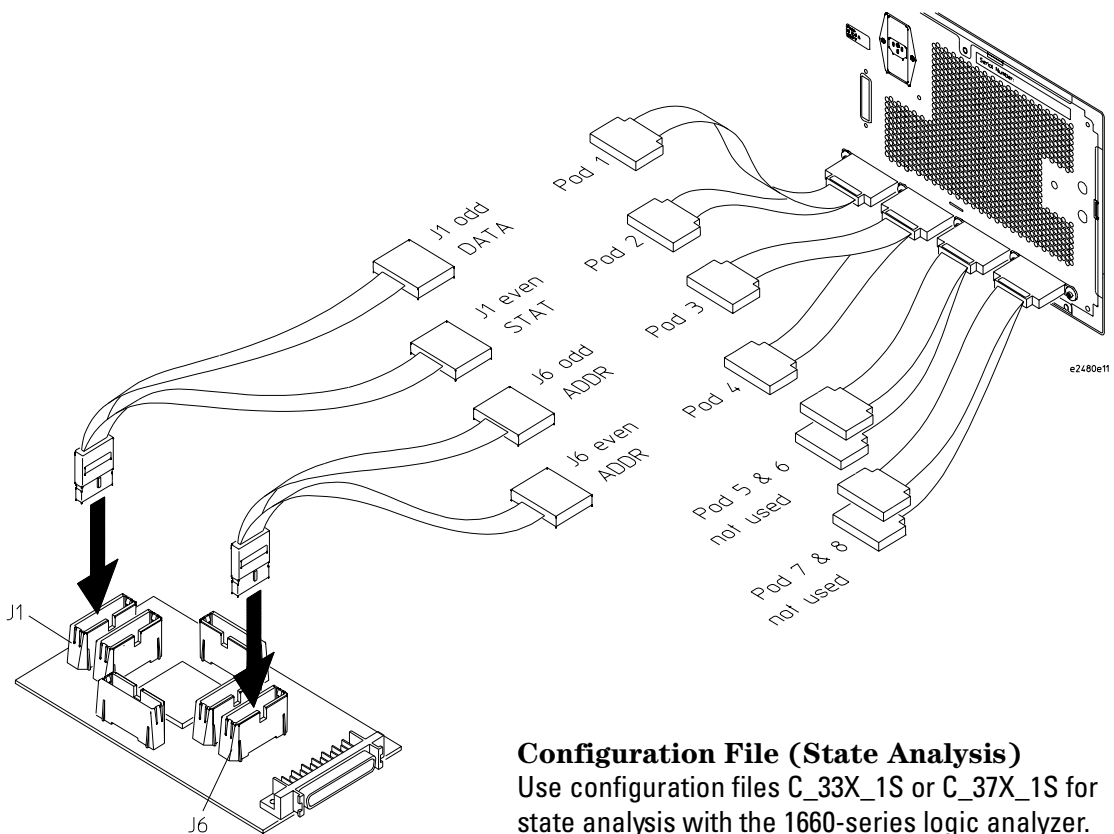 Serial Number
Pod 1
J1 odd
DATA
Pod 2
J1 even
STAT
Pod 3
J6 odd
ADDR
e2480e11
Pod 4
J6 even
ADDR
Pod 5 & 6
not used
Pod 7 & 8
not used
J1
J6
Configuration File (State Analysis)
Use configuration files C_33X_1S or C_37X_1S for
state analysis with the 1660-series logic analyzer.